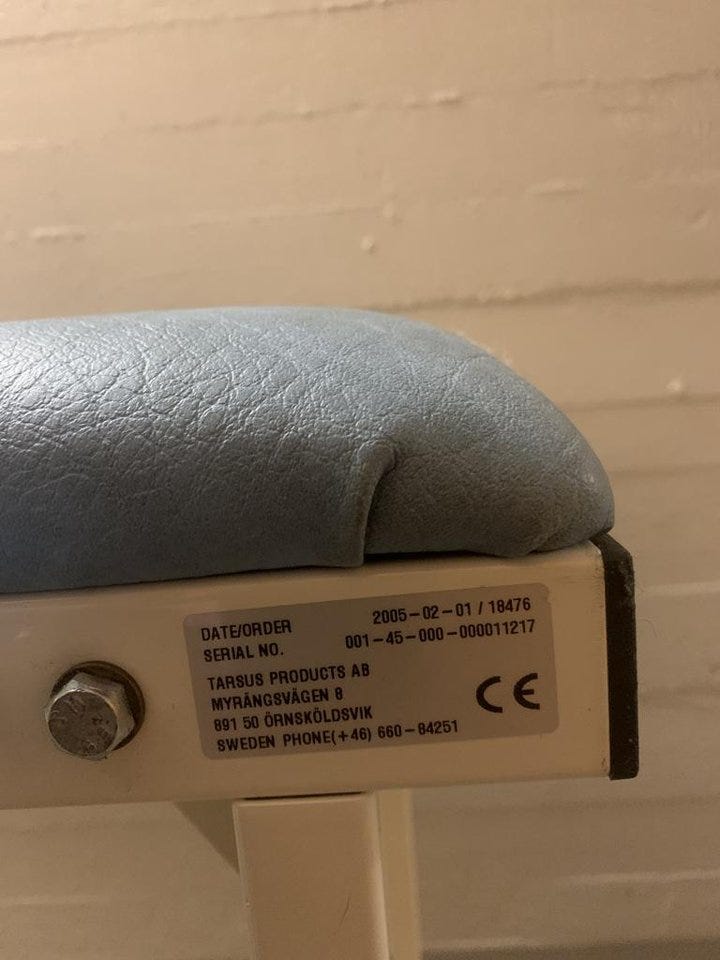 DATE/ORDER 2005-02-01 / 18476
SERIAL NO. 001-45-000-000011217
TARSUS PRODUCTS AB
MYRÄNGSVÄGEN 8
891 50 ÖRNSKÖLDSVIK
SWEDEN PHONE(+46) 660-84251
CE